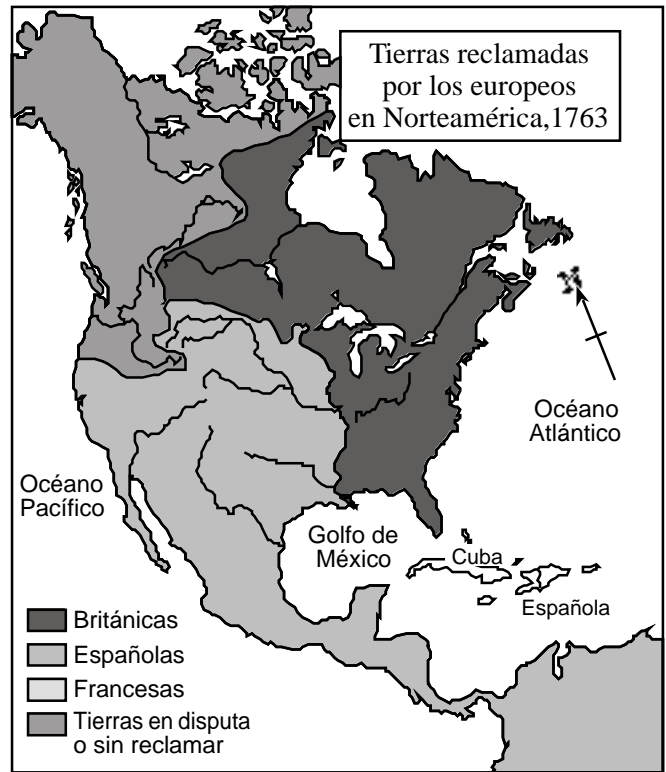 Tierras reclamadas
por los europeos
en Norteamérica,1763
Océano
Atlántico
Océano
Pacífico
Golfo de
México
Cuba
Española
Británicas
Españolas
Francesas
Tierras en disputa
o sin reclamar